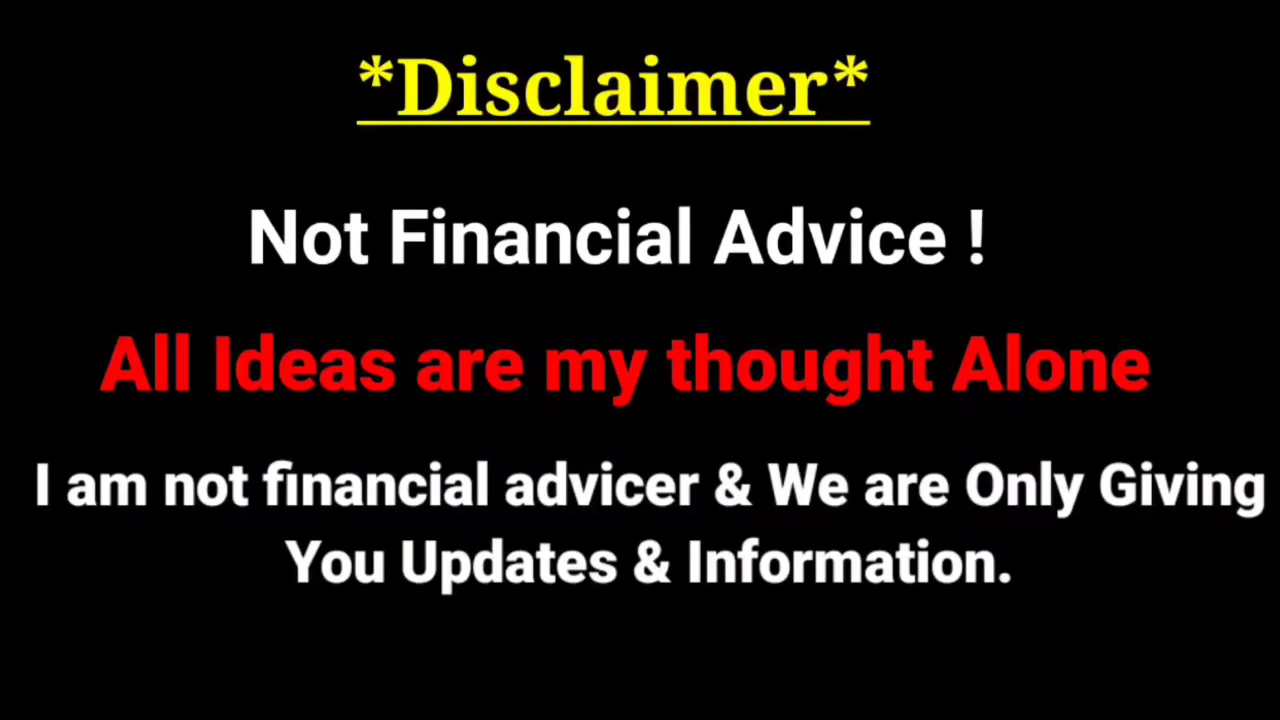 *Disclaimer*
Not Financial Advice !
All Ideas are my thought Alone
I am not financial advicer & We are Only Giving
You Updates & Information.